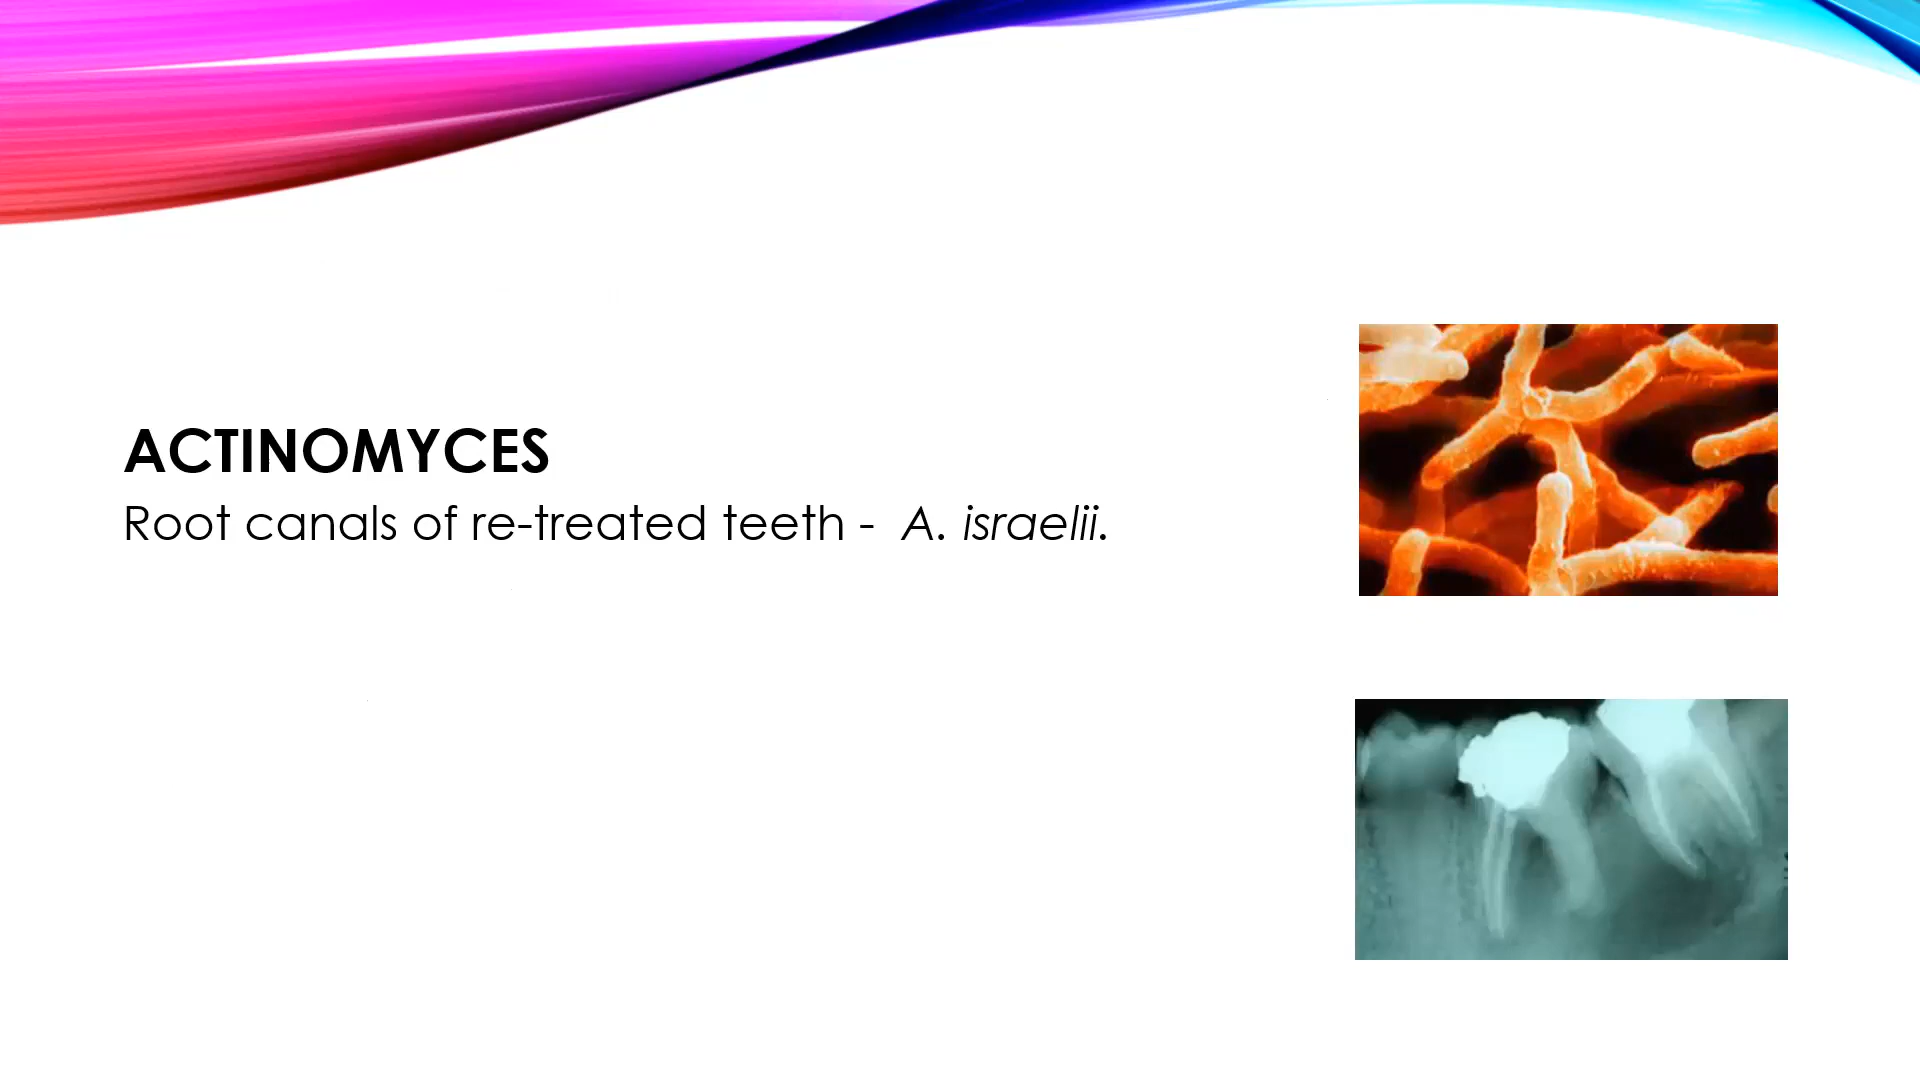 ACTINOMYCES
Root canals of re-treated teeth - A. israelii.